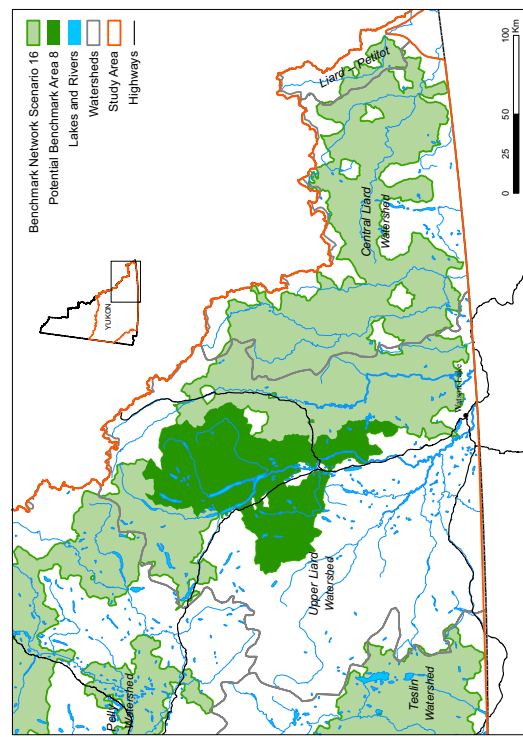 Benchmark Network Scenario 16
Potential Benchmark Area 8
Lakes and Rivers
Watersheds
Study Area
Highways
YUKON
Liard - Petitot
Central Liard
Watershed
Watson Lake
Upper Liard
Watershed
Pelly
Watershed
Teslin
Watershed
0
25
50
100
Km